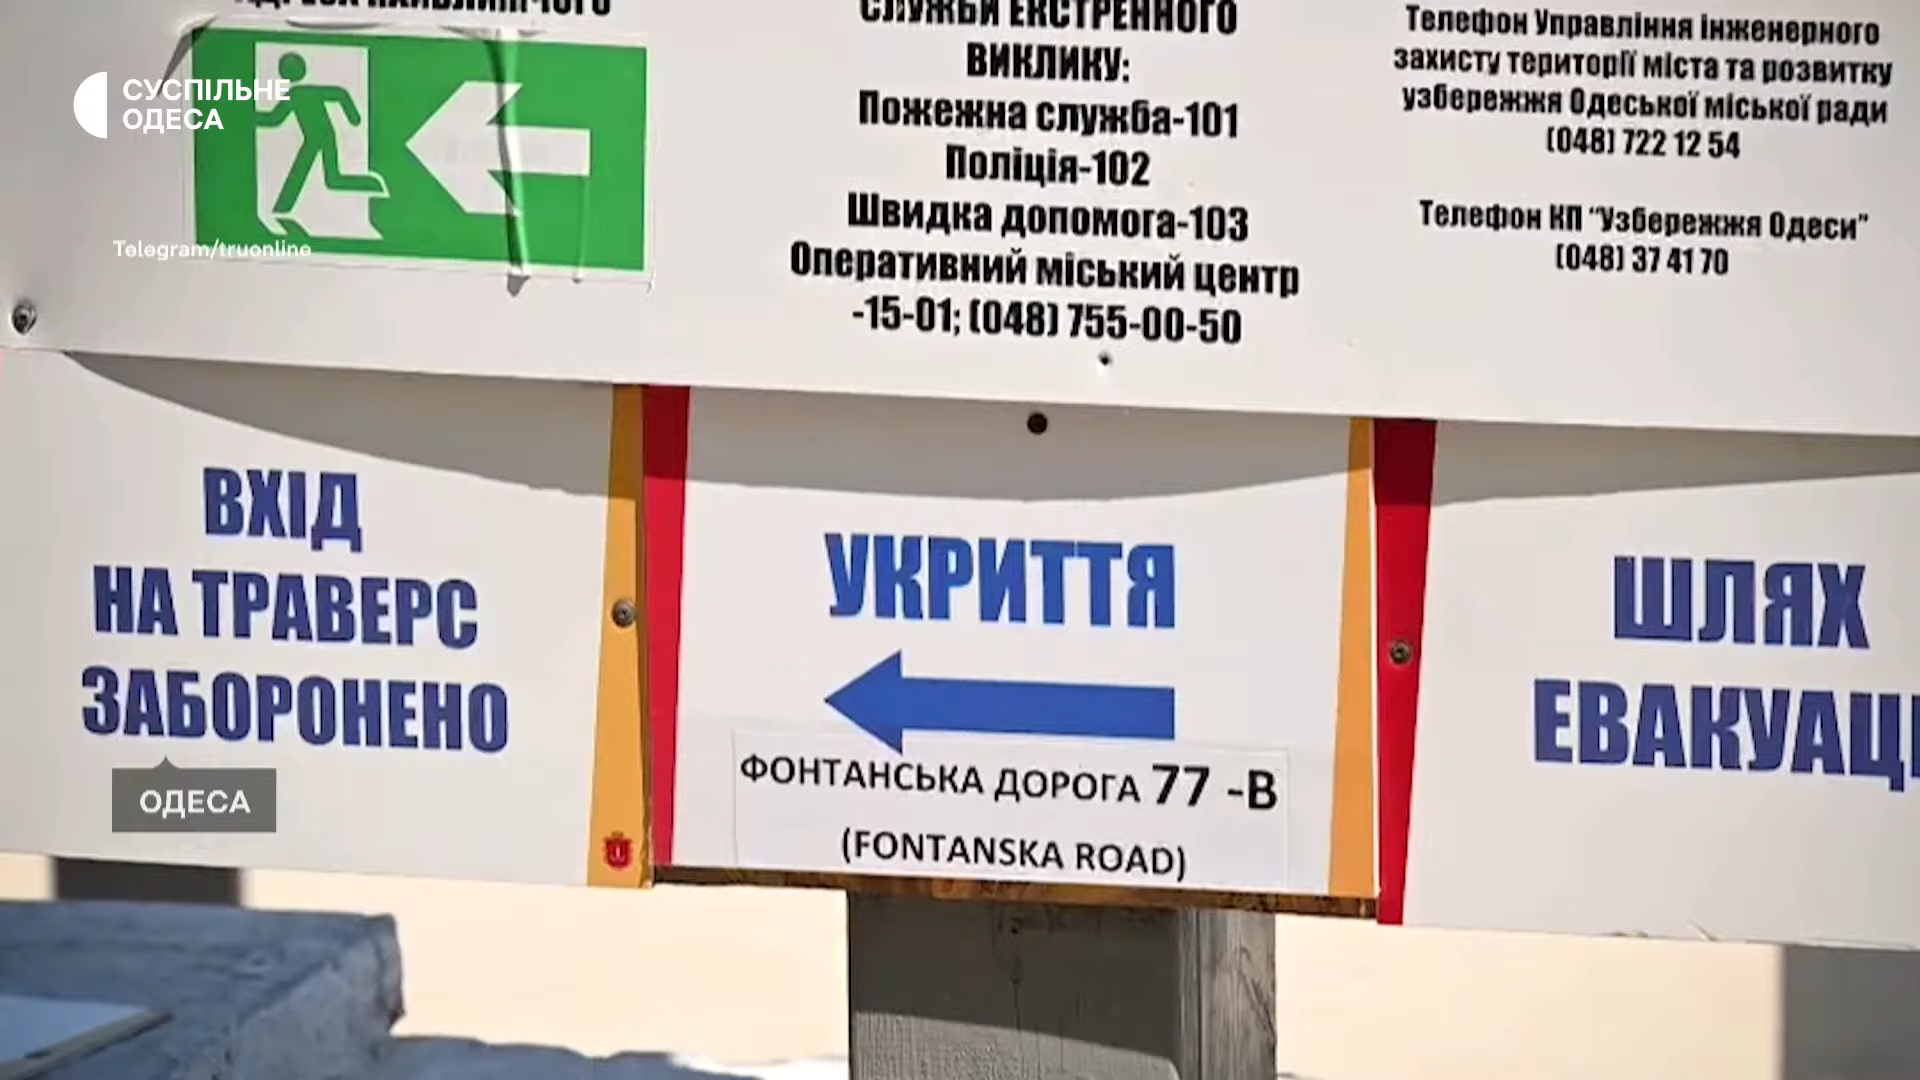 СУСПІЛЬНЕ
ОДЕСА
Telegram/truonline
СЛУЖБИ ЕКСТРЕННОГО
ВИКЛИКУ:
Пожежна служба-101
Поліція-102
Швидка допомога-103
Оперативний міський центр
-15-01; (048) 755-00-50
Телефон Управління інженерного
захисту території міста та розвитку
узбережжя Одеської міської ради
(048) 722 12 54
Телефон КП “Узбережжя Одеси”
(048) 37 41 70
ВХІД
НА ТРАВЕРС
ЗАБОРОНЕНО
УКРИТТЯ
ФОНТАНСЬКА ДОРОГА 77 -В
(FONTANSKA ROAD)
ШЛЯХ
ЕВАКУАЦІ
ОДЕСА